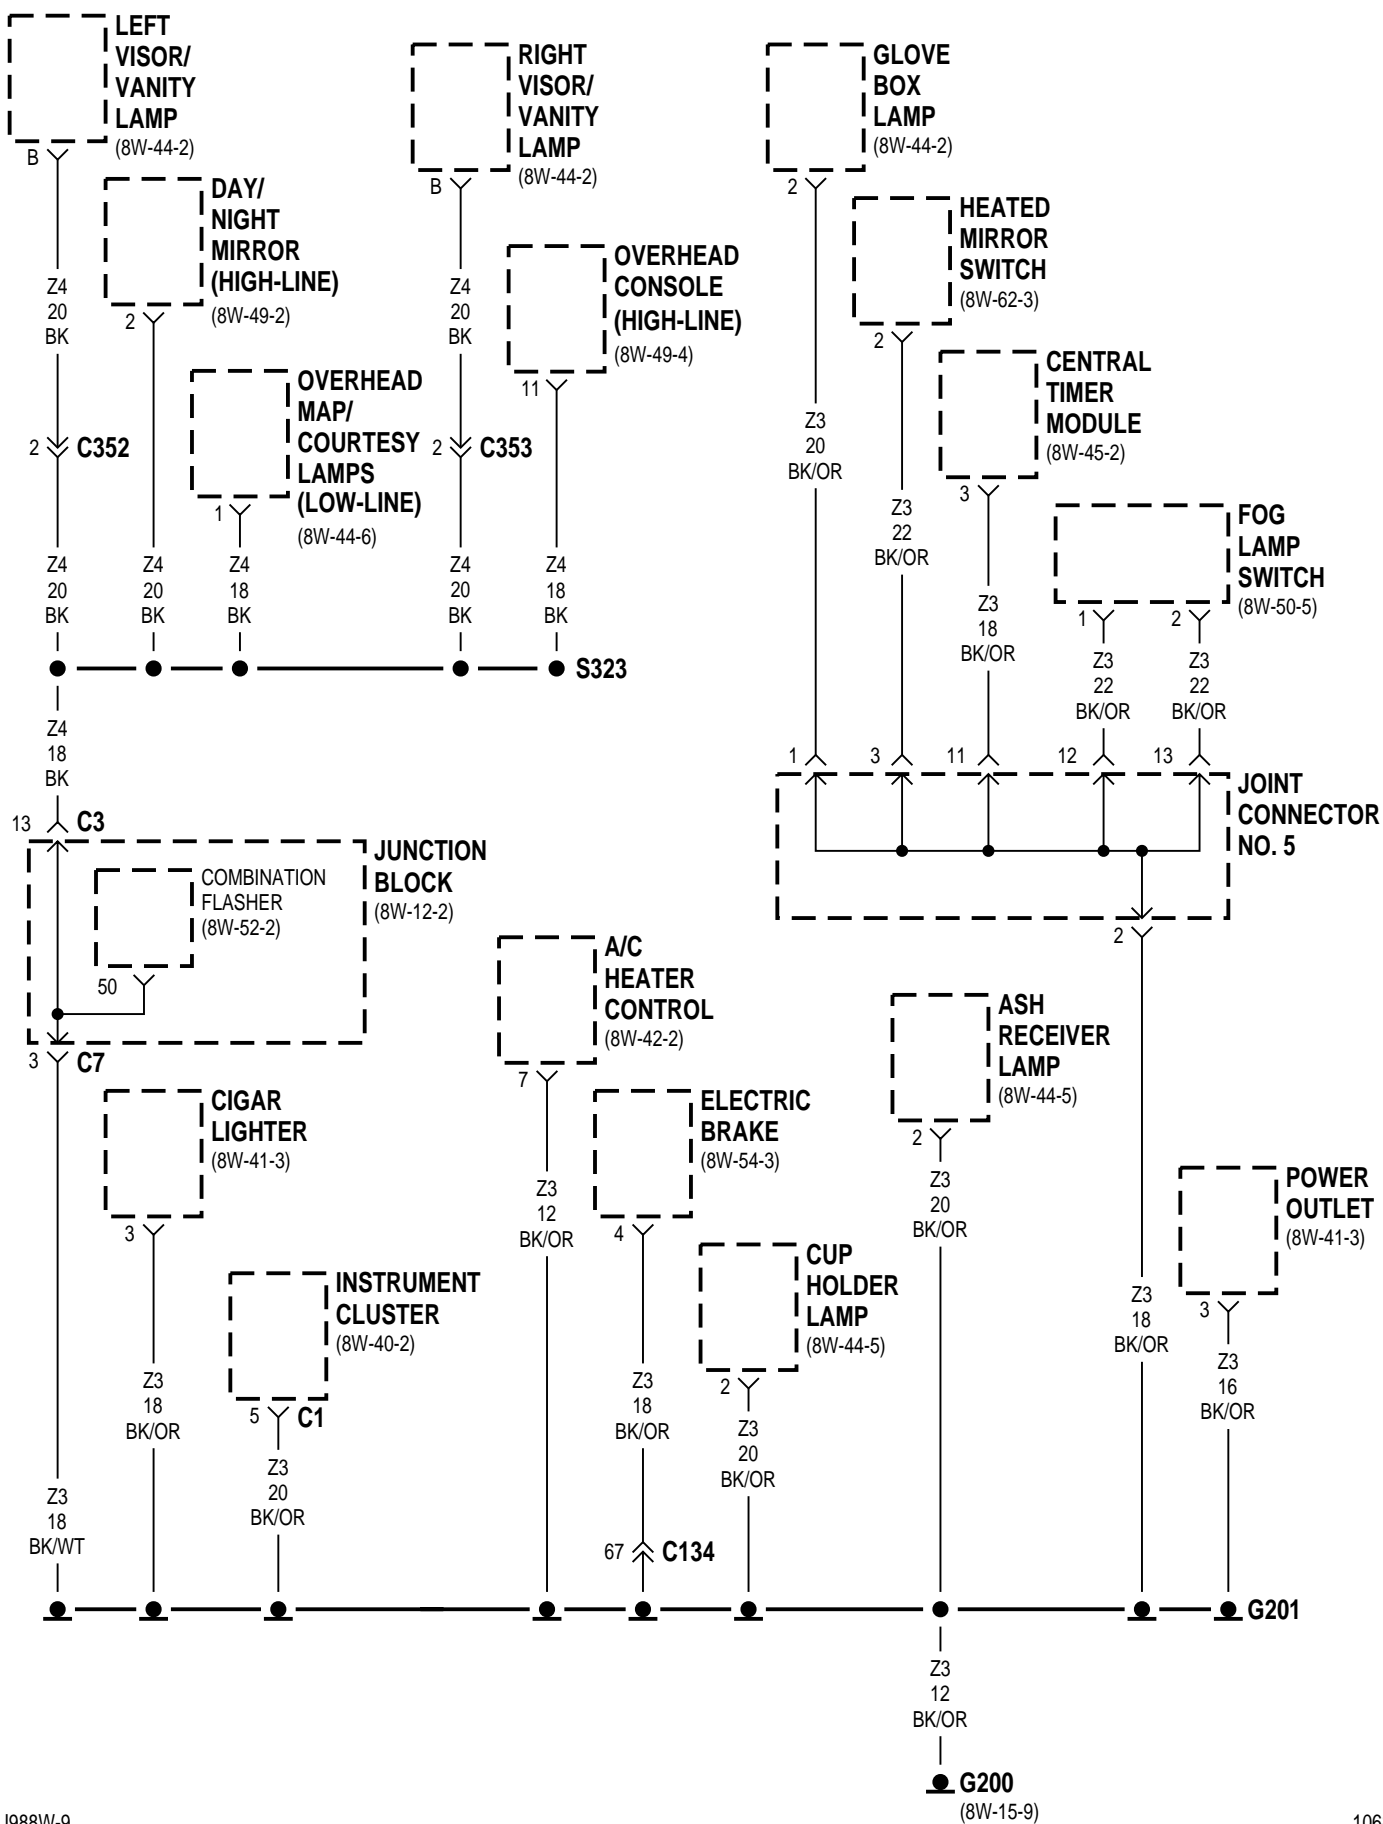 LEFT
VISOR/
VANITY
LAMP
(8W-44-2)
B
Z4
20
BK
2
C352
Z4
20
BK
DAY/
NIGHT
MIRROR
(HIGH-LINE)
(8W-49-2)
2
Z4
20
BK
OVERHEAD
MAP/
COURTESY
LAMPS
(LOW-LINE)
(8W-44-6)
1
Z4
18
BK
RIGHT
VISOR/
VANITY
LAMP
(8W-44-2)
B
Z4
20
BK
2
C353
Z4
20
BK
OVERHEAD
CONSOLE
(HIGH-LINE)
(8W-49-4)
11
Z4
18
BK
S323
Z4
18
BK
13
C3
JUNCTION
BLOCK
(8W-12-2)
COMBINATION
FLASHER
(8W-52-2)
50
3
C7
Z3
18
BK/WT
GLOVE
BOX
LAMP
(8W-44-2)
2
Z3
20
BK/OR
1
HEATED
MIRROR
SWITCH
(8W-62-3)
2
Z3
22
BK/OR
3
CENTRAL
TIMER
MODULE
(8W-45-2)
3
Z3
18
BK/OR
11
FOG
LAMP
SWITCH
(8W-50-5)
1
Z3
22
BK/OR
12
2
Z3
22
BK/OR
13
JOINT
CONNECTOR
NO. 5
2
Z3
18
BK/OR
CIGAR
LIGHTER
(8W-41-3)
3
Z3
18
BK/OR
INSTRUMENT
CLUSTER
(8W-40-2)
5
C1
Z3
20
BK/OR
A/C
HEATER
CONTROL
(8W-42-2)
7
Z3
12
BK/OR
ELECTRIC
BRAKE
(8W-54-3)
4
Z3
18
BK/OR
67
C134
CUP
HOLDER
LAMP
(8W-44-5)
2
Z3
20
BK/OR
ASH
RECEIVER
LAMP
(8W-44-5)
2
Z3
20
BK/OR
POWER
OUTLET
(8W-41-3)
3
Z3
16
BK/OR
G201
Z3
12
BK/OR
G200
(8W-15-9)
J988W-9
106